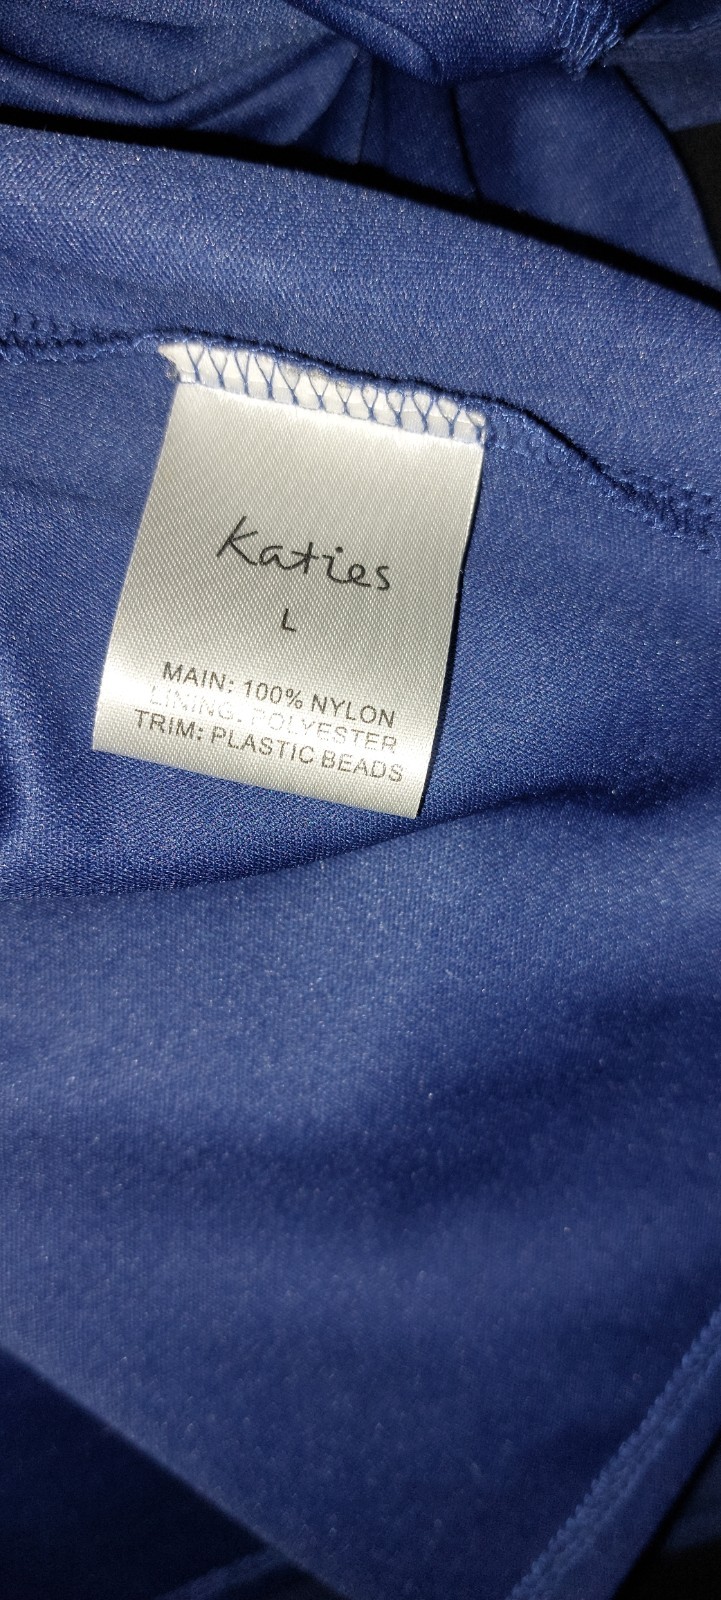 Katies
L
MAIN: 100% NYLON
LINING: POLYESTER
TRIM: PLASTIC BEADS